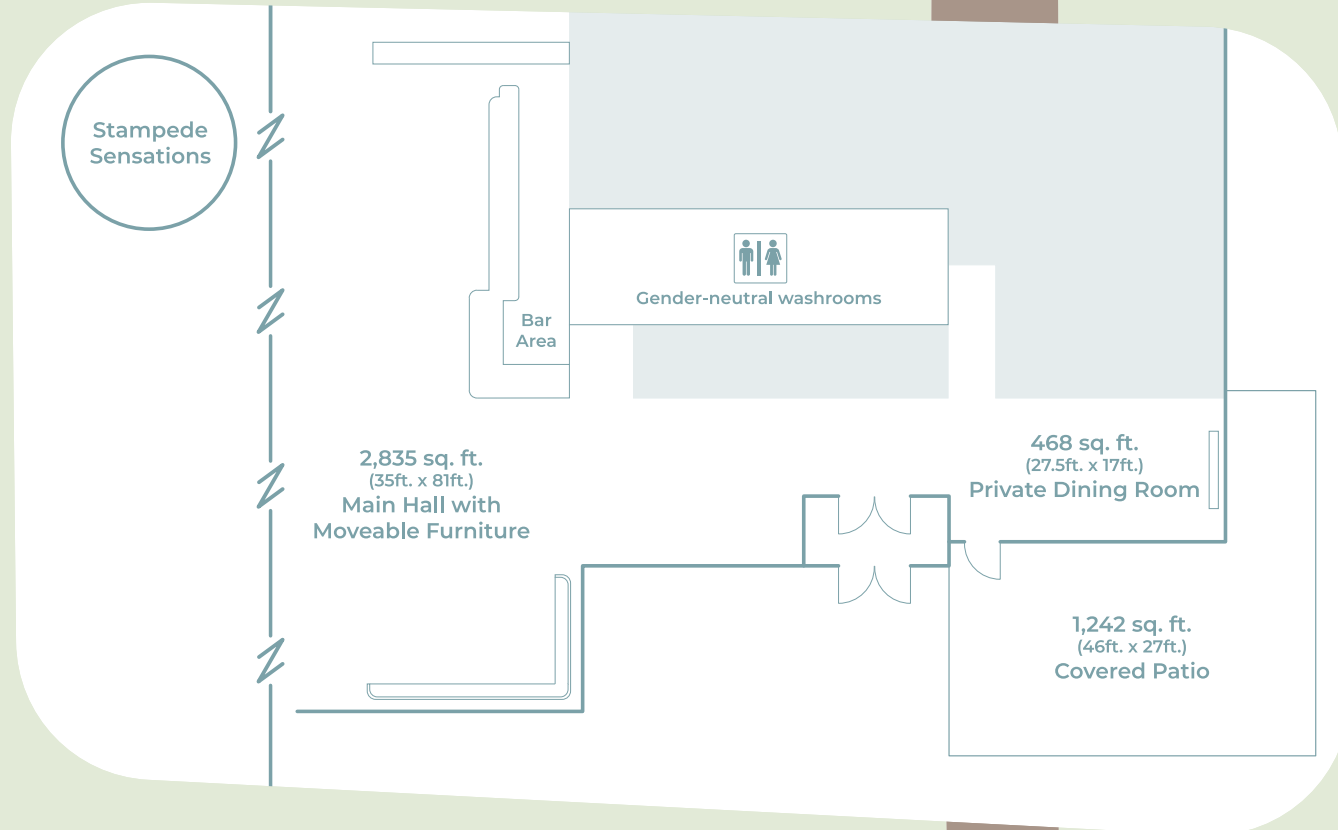 Stampede
Sensations
Gender-neutral washrooms
Bar
Area
2,835 sq. ft.
(35ft. x 81ft.)
Main Hall with
Moveable Furniture
468 sq. ft.
(27.5ft. x 17ft.)
Private Dining Room
1,242 sq. ft.
(46ft. x 27ft.)
Covered Patio